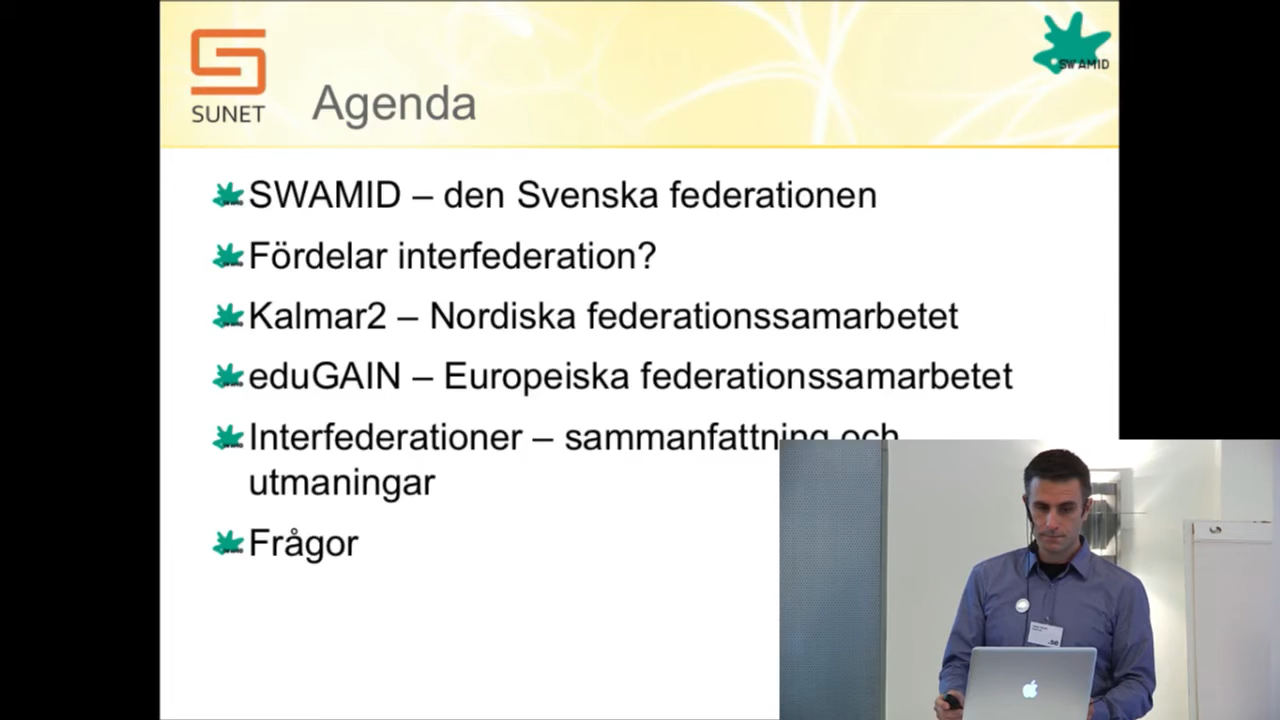 SUNET
Agenda
SWAMID
SWAMID – den Svenska federationen
Fördelar interfederation?
Kalmar2 – Nordiska federationssamarbetet
eduGAIN – Europeiska federationssamarbetet
Interfederationer – sammanfattning och
utmaningar
Frågor
.se